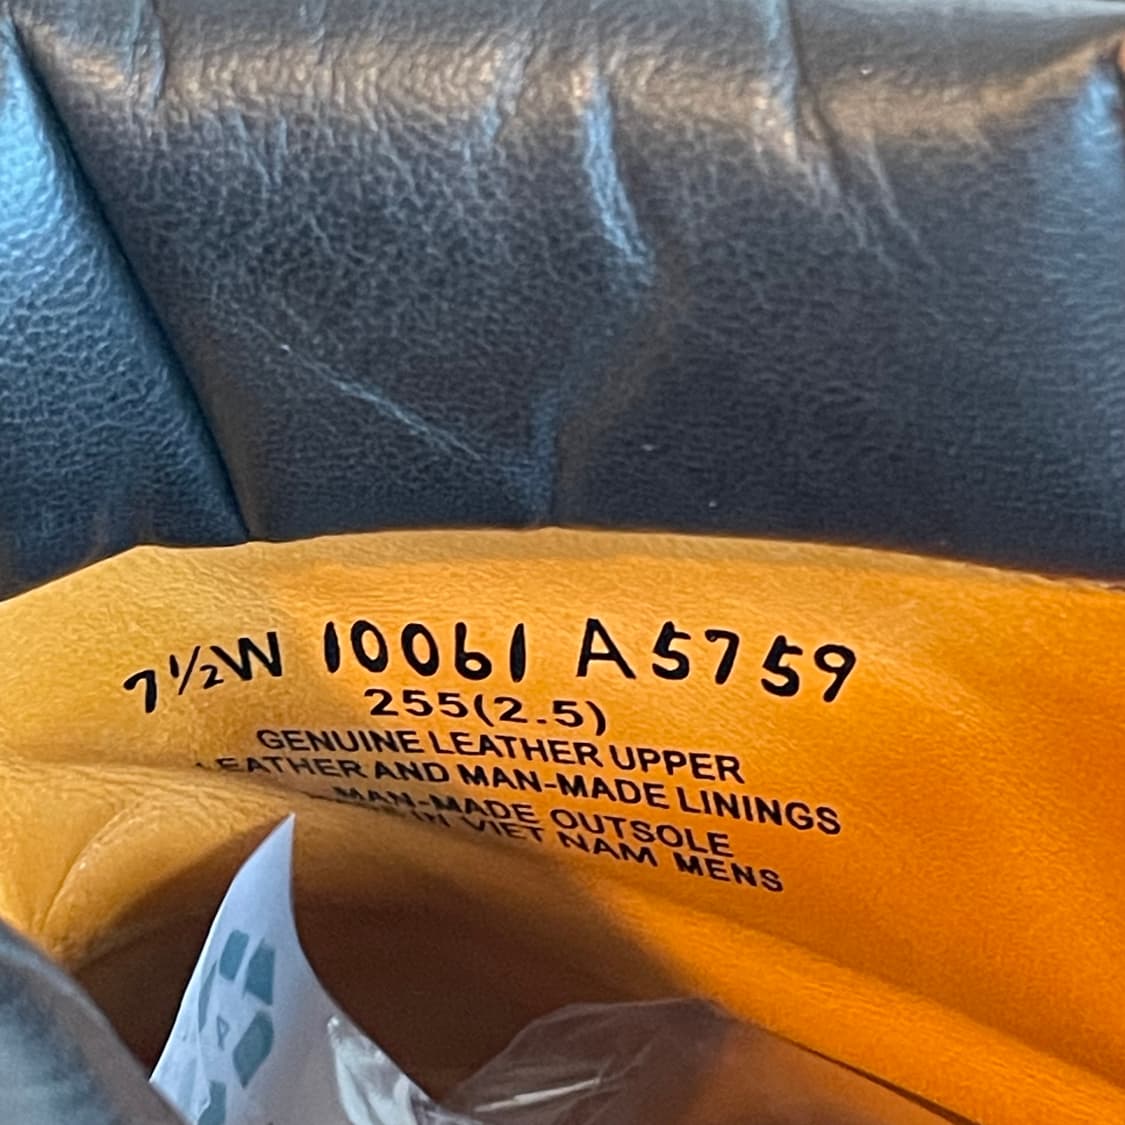 7½W 10061 A5759
255(2.5)
GENUINE LEATHER UPPER
LEATHER AND MAN-MADE LININGS
MAN-MADE OUTSOLE
IN VIET NAM MENS